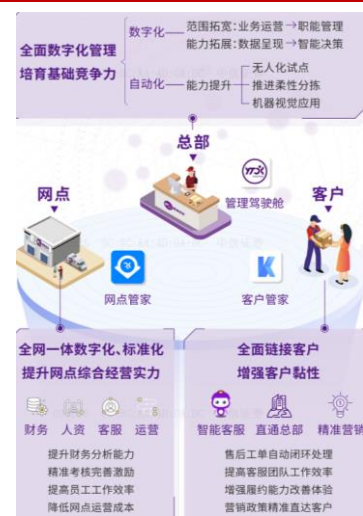 全面数字化管理
培育基础竞争力
数字化
范围拓宽:业务运营→职能管理
能力拓展:数据呈现→智能决策
自动化
能力提升
无人化试点
推进柔性分拣
机器视觉应用
总部
管理驾驶舱
网点
客户
网点管家
客户管家
全网一体数字化、标准化
提升网点综合经营实力
财务 人资 客服 运营
提升财务分析能力
精准考核完善激励
提高员工工作效率
降低网点运营成本
全面链接客户
增强客户黏性
智能客服 直通总部 精准营销
售后工单自动闭环处理
提高客服团队工作效率
增强履约能力改善体验
营销政策精准直达客户